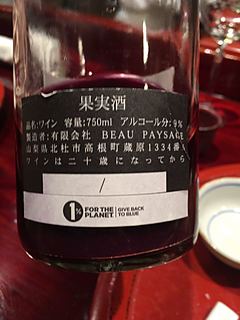 果実酒
品名:ワイン 容量:750ml アルコール分:9%
製造者:有限会社 BEAU PAYSAGE
山梨県北杜市高根町蔵原1334番
ワインは二十歳になってから
/
1% FOR THE PLANET. GIVE BACK TO BLUE